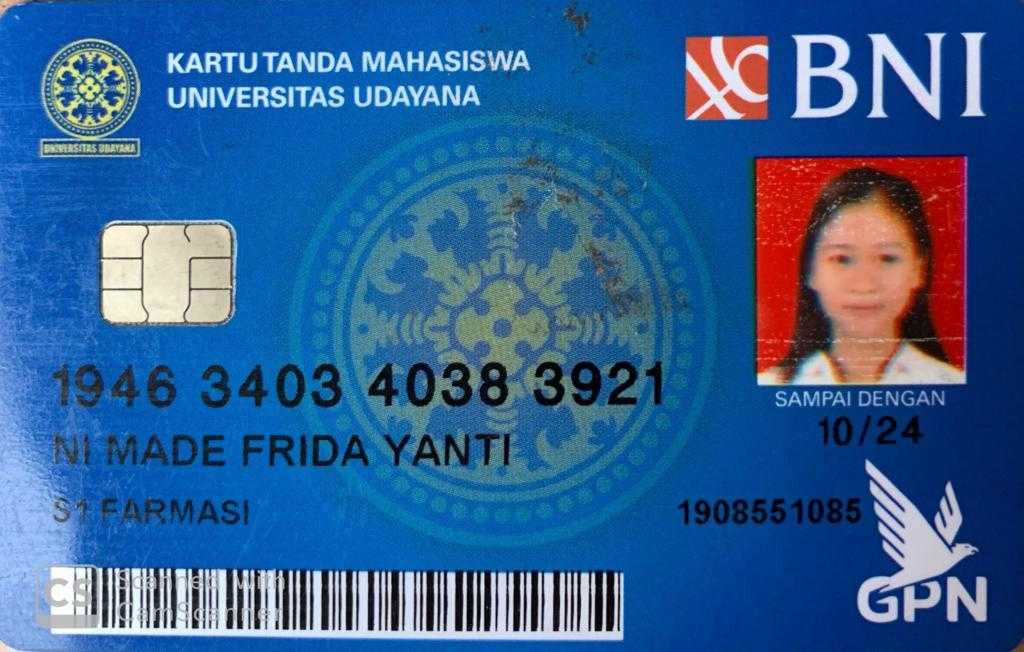 KARTU TANDA MAHASISWA
UNIVERSITAS UDAYANA
UNIVERSITAS UDAYANA
BNI
1946 3403 4038 3921
SAMPAI DENGAN
10/24
NI MADE FRIDA YANTI
S1 FARMASI
1908551085
GPN
CS Scanned with
CamScanner